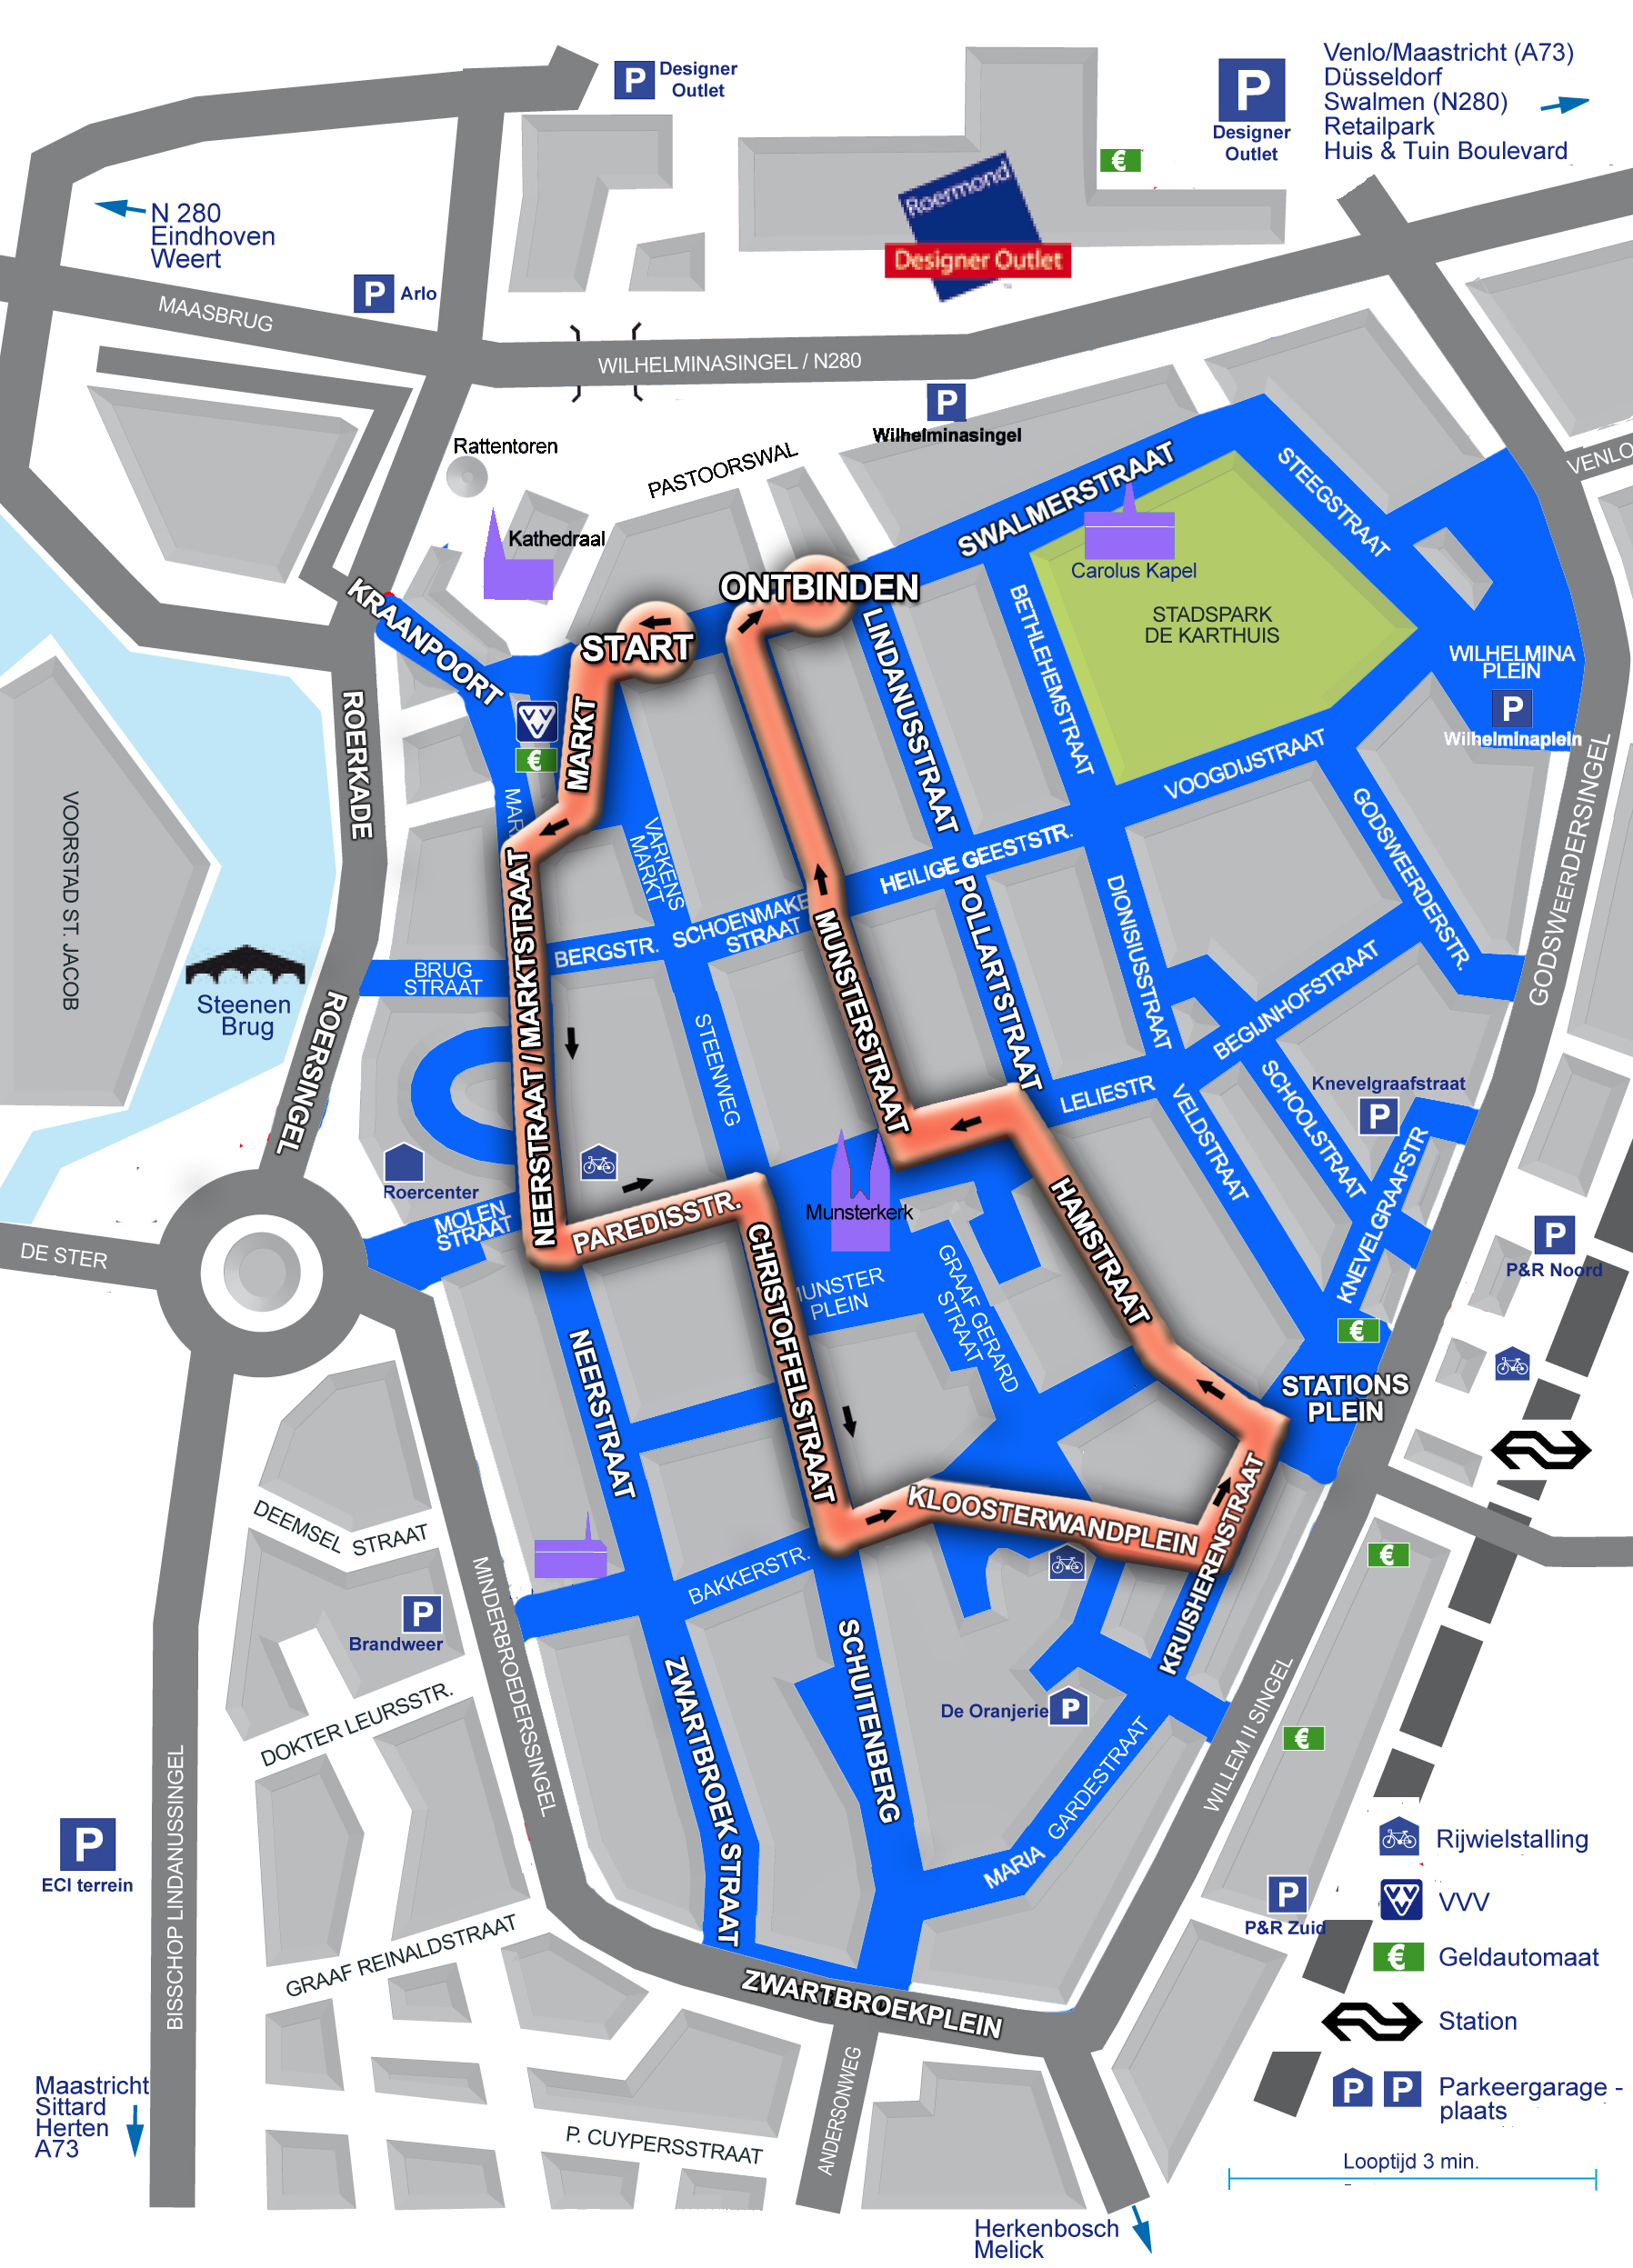 Designer
Outlet
Designer
Outlet
Venlo/Maastricht (A73)
Düsseldorf
Swalmen (N280)
Retailpark
Huis & Tuin Boulevard
N 280
Eindhoven
Weert
Roermond
Designer Outlet
Arlo
MAASBRUG
WILHELMINASINGEL / N280
Wilhelminasingel
Rattentoren
PASTOORSWAL
VENLO
SWALMERSTRAAT
STEEGSTRAAT
Kathedraal
Carolus Kapel
KRAANPOORT
ONTBINDEN
START
STADSPARK
DE KARTHUIS
LINDANUSSTRAAT
BETHLEHEMSTRAAT
WILHELMINA
PLEIN
Wilhelminaplein
ROERKADE
MARKT
VOOGDIJSTRAAT
GODSWEERDERSINGEL
GODSWEERDERSTR.
VOORSTAD ST. JACOB
MAR
VARKENS
MARKT
HEILIGE GEESTSTR.
NEERSTRAAT / MARKTSTRAAT
BERGSTR.
SCHOENMAKE
STRAAT
MUNSTERSTRAAT
POLLARTSTRAAT
DIONISIUSSTRAAT
BRUG
STRAAT
Steenen
Brug
ROERSINGEL
STEENWEG
BEGIJNHOFSTRAAT
LELIESTR
VELDSTRAAT
SCHOOLSTRAAT
Knevelgraafstraat
KNEVELGRAAFSTR
Roercenter
MOLEN
STRAAT
PAREDISSTR.
Munsterkerk
HAMSTRAAT
DE STER
CHRISTOFFELSTRAAT
MUNSTER
PLEIN
GRAAF GERARD
STRAAT
P&R Noord
NEERSTRAAT
STATIONS
PLEIN
KLOOSTERWANDPLEIN
KRUISHERENSTRAAT
DEEMSEL STRAAT
BAKKERSTR.
MINDERBROEDERSSINGEL
Brandweer
SCHUITENBERG
ZWARTBROEK STRAAT
De Oranjerie
DOKTER LEURSSTR.
WILLEM II SINGEL
MARIA GARDESTRAAT
BISSCHOP LINDANUSSINGEL
ECI terrein
Rijwielstalling
VVV
P&R Zuid
Geldautomaat
GRAAF REINALDSTRAAT
ZWARTBROEKPLEIN
Station
ANDERSONWEG
Maastricht
Sittard
Herten
A73
Parkeergarage -
plaats
P. CUYPERSSTRAAT
Looptijd 3 min.
Herkenbosch
Melick